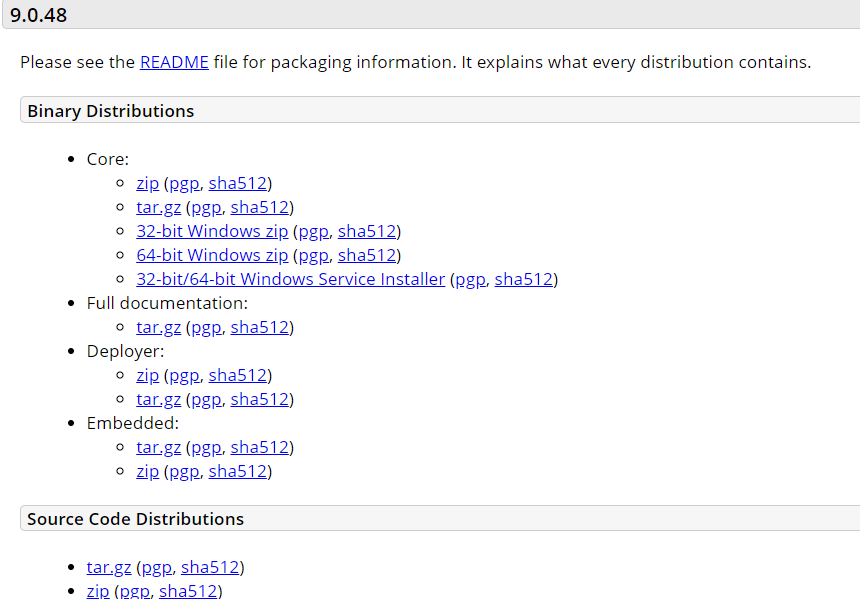 9.0.48
Please see the README file for packaging information. It explains what every distribution contains.
Binary Distributions
Core:
zip (pgp, sha512)
tar.gz (pgp, sha512)
32-bit Windows zip (pgp, sha512)
64-bit Windows zip (pgp, sha512)
32-bit/64-bit Windows Service Installer (pgp, sha512)
Full documentation:
tar.gz (pgp, sha512)
Deployer:
zip (pgp, sha512)
tar.gz (pgp, sha512)
Embedded:
tar.gz (pgp, sha512)
zip (pgp, sha512)
Source Code Distributions
tar.gz (pgp, sha512)
zip (pgp, sha512)